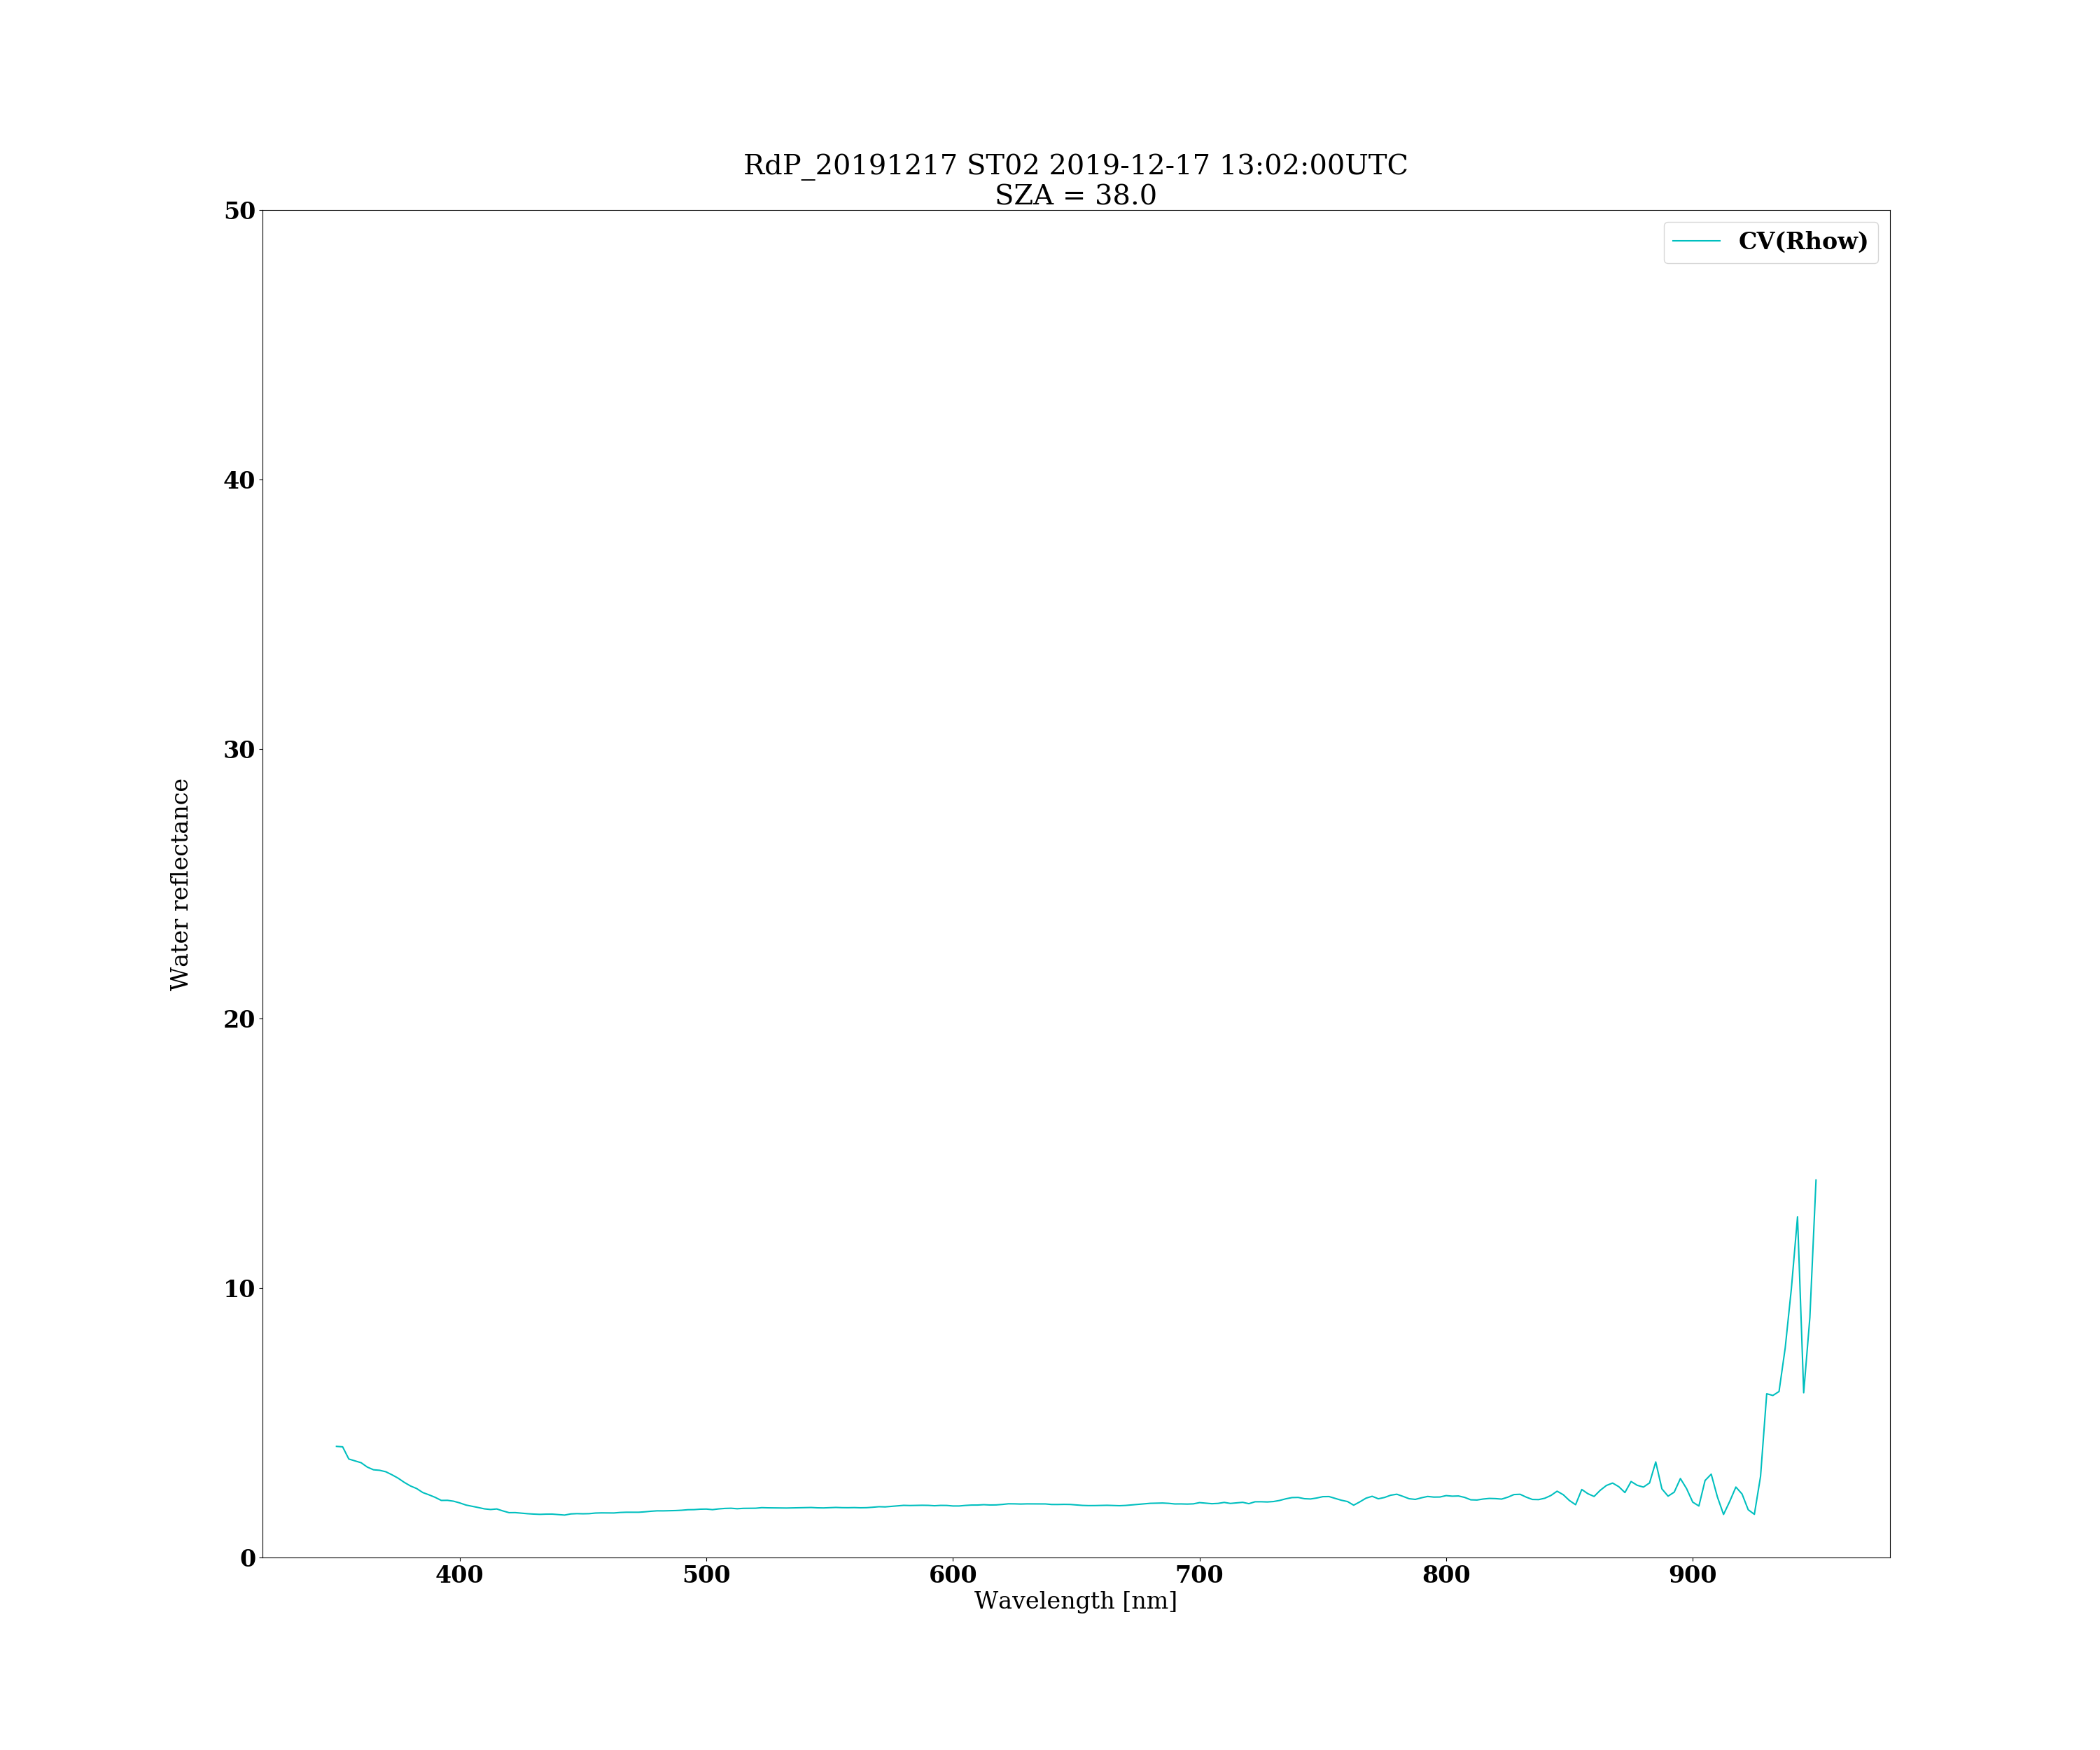 RdP_20191217 ST02 2019-12-17 13:02:00UTC
SZA = 38.0
CV(Rhow)
50
40
30
20
10
0
Water reflectance
400 500 600 700 800 900
Wavelength [nm]